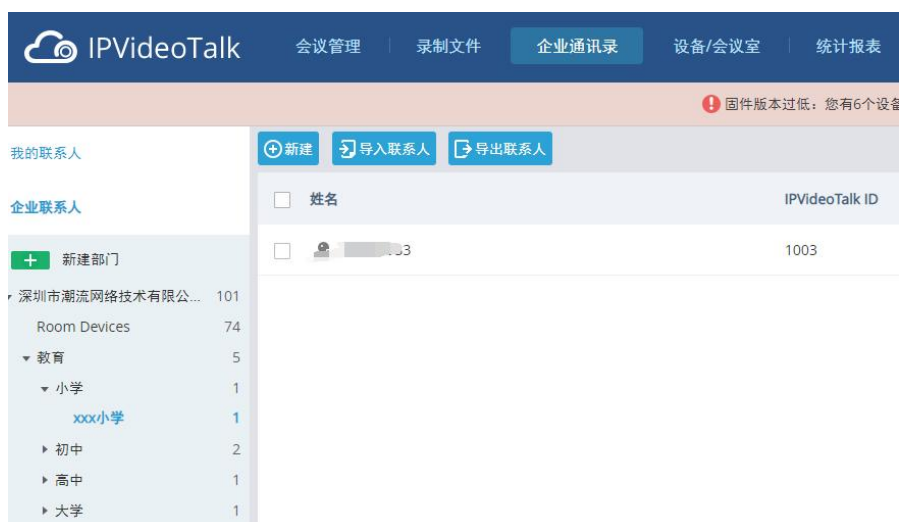 IPVideoTalk 会议管理 录制文件 企业通讯录 设备/会议室 统计报表
固件版本过低：您有6个设备
我的联系人
新建 导入联系人 导出联系人
企业联系人
姓名 IPVideoTalk ID
新建部门
1003
深圳市潮流网络技术有限公... 101
Room Devices 74
教育 5
小学 1
xxx小学 1
初中 2
高中 1
大学 1